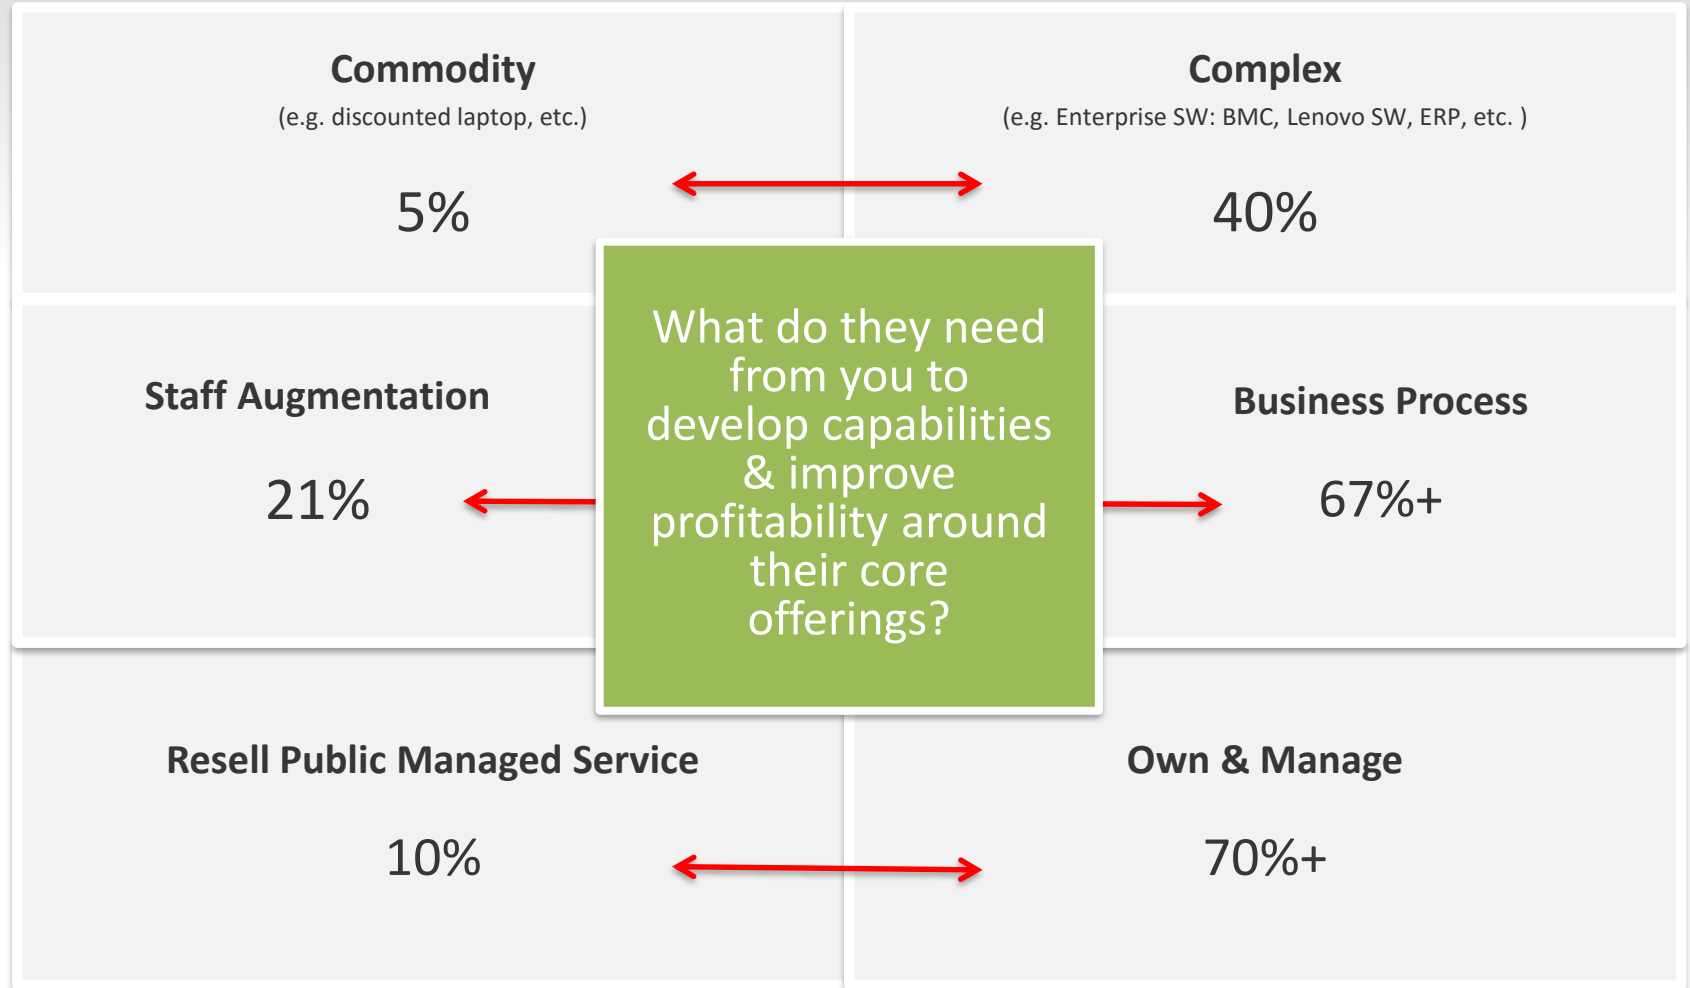 Commodity
(e.g. discounted laptop, etc.)
5%
Complex
(e.g. Enterprise SW: BMC, Lenovo SW, ERP, etc. )
40%
Staff Augmentation
21%
What do they need
from you to
develop capabilities
& improve
profitability around
their core
offerings?
Business Process
67%+
Resell Public Managed Service
10%
Own & Manage
70%+